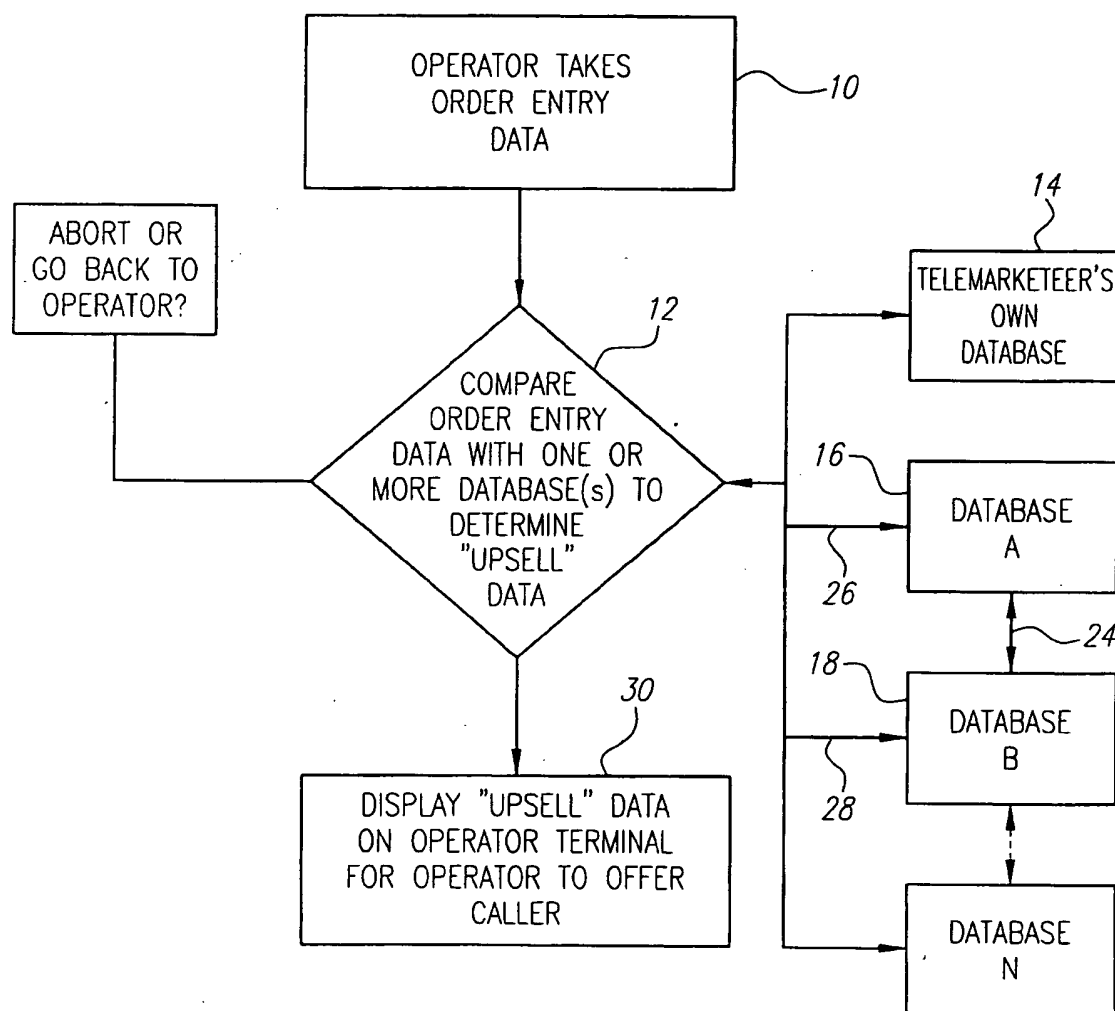 OPERATOR TAKES
ORDER ENTRY
DATA
10
ABORT OR
GO BACK TO
OPERATOR?
14
TELEMARKETEER'S
OWN
DATABASE
12
COMPARE
ORDER ENTRY
DATA WITH ONE OR
MORE DATABASE(s) TO
DETERMINE
"UPSELL"
DATA
16
DATABASE
A
26
24
18
DATABASE
B
28
30
DISPLAY "UPSELL" DATA
ON OPERATOR TERMINAL
FOR OPERATOR TO OFFER
CALLER
DATABASE
N